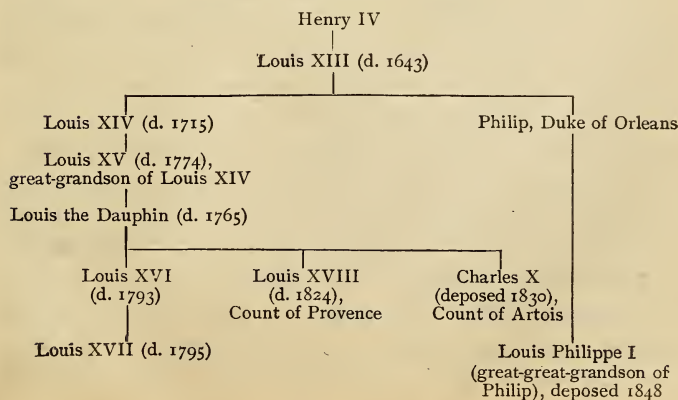 Henry IV
Louis XIII (d. 1643)
Louis XIV (d. 1715)
Philip, Duke of Orleans
Louis XV (d. 1774),
great-grandson of Louis XIV
Louis the Dauphin (d. 1765)
Louis XVI
(d. 1793)
Louis XVIII
(d. 1824),
Count of Provence
Charles X
(deposed 1830),
Count of Artois
Louis XVII (d. 1795)
Louis Philippe I
(great-great-grandson of
Philip), deposed 1848